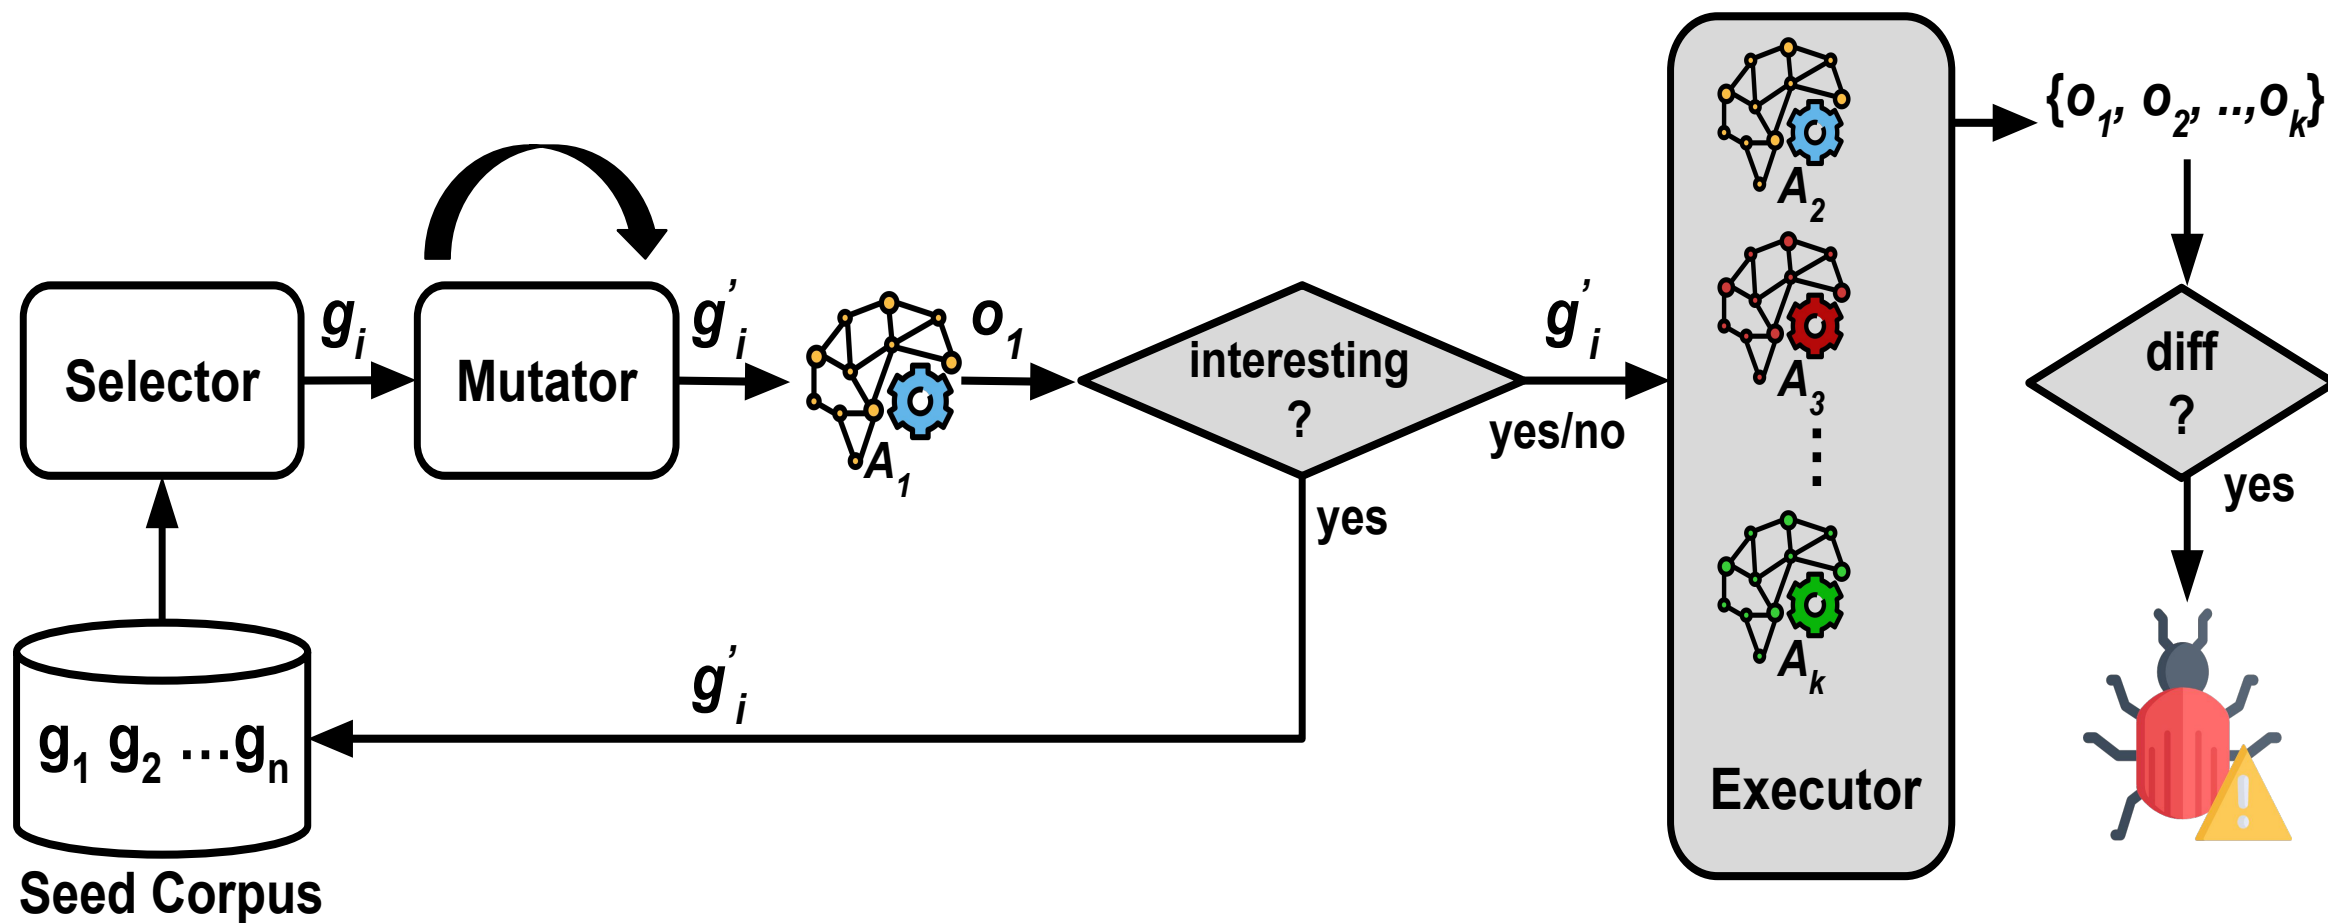 Selector
g_i
Mutator
g'_i
A_1
o_1
interesting
?
g'_i
yes/no
yes
g'_i
g_1 g_2 ...g_n
Seed Corpus
A_2
A_3
⋮
A_k
Executor
{o_1, o_2, ..,o_k}
diff
?
yes